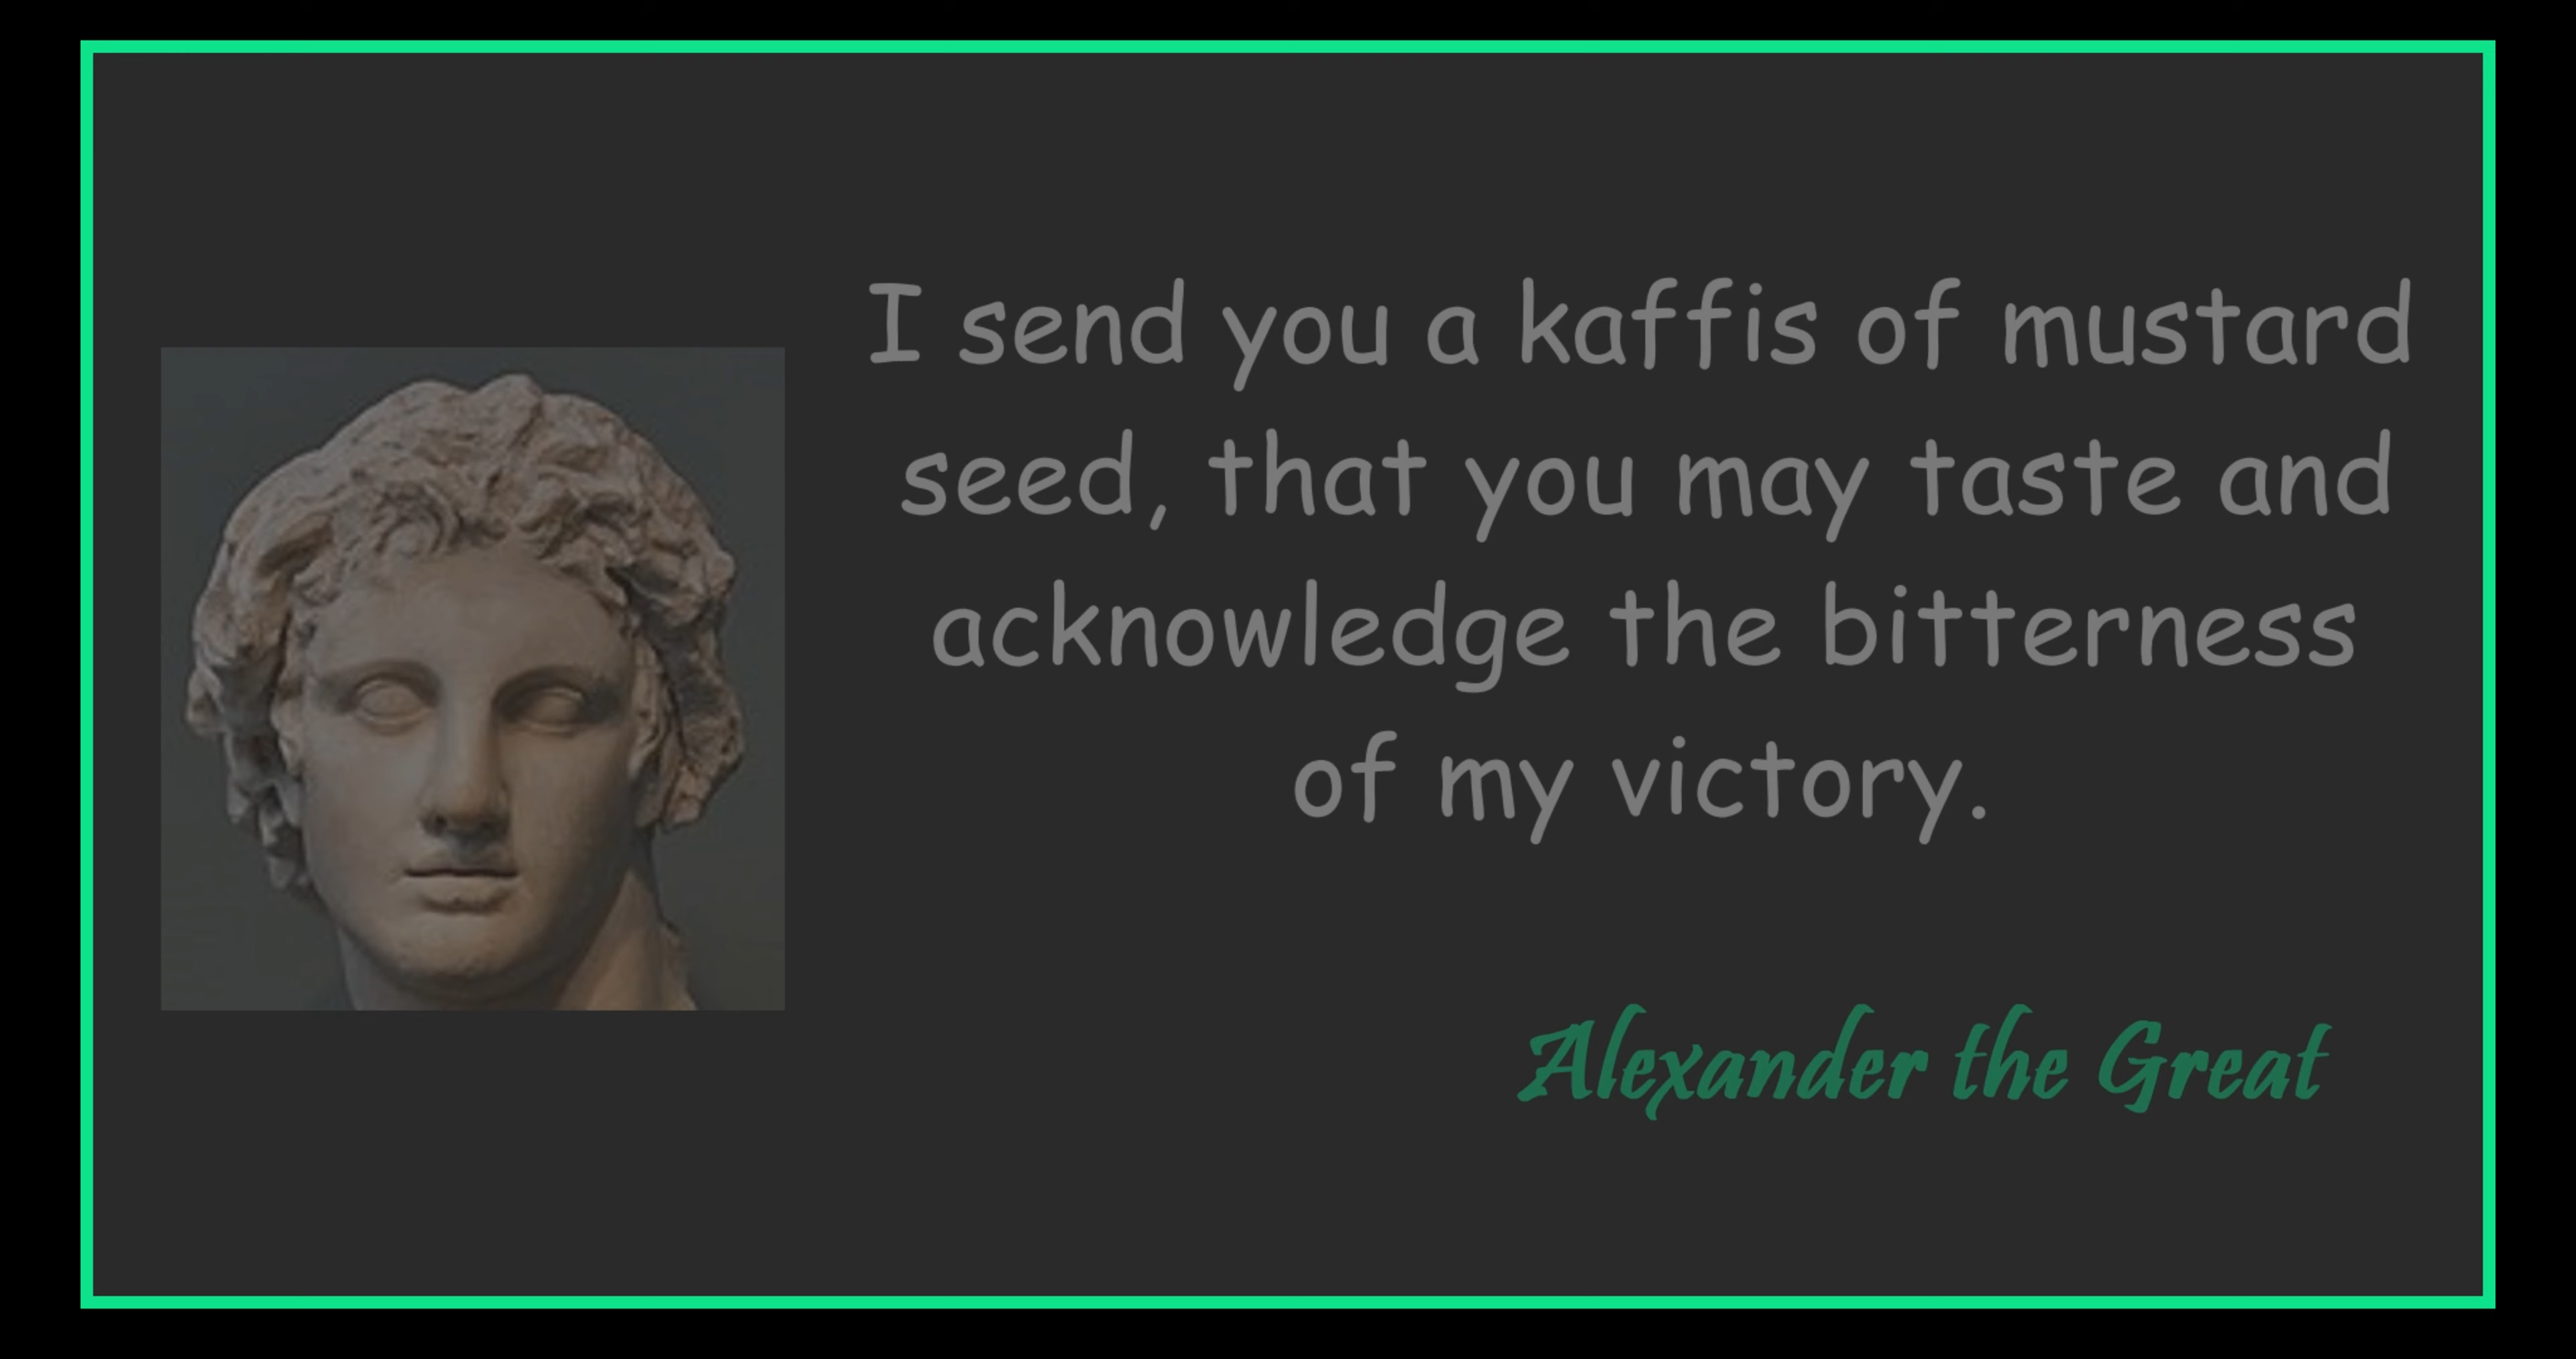 I send you a kaffis of mustard
seed, that you may taste and
acknowledge the bitterness
of my victory.
Alexander the Great